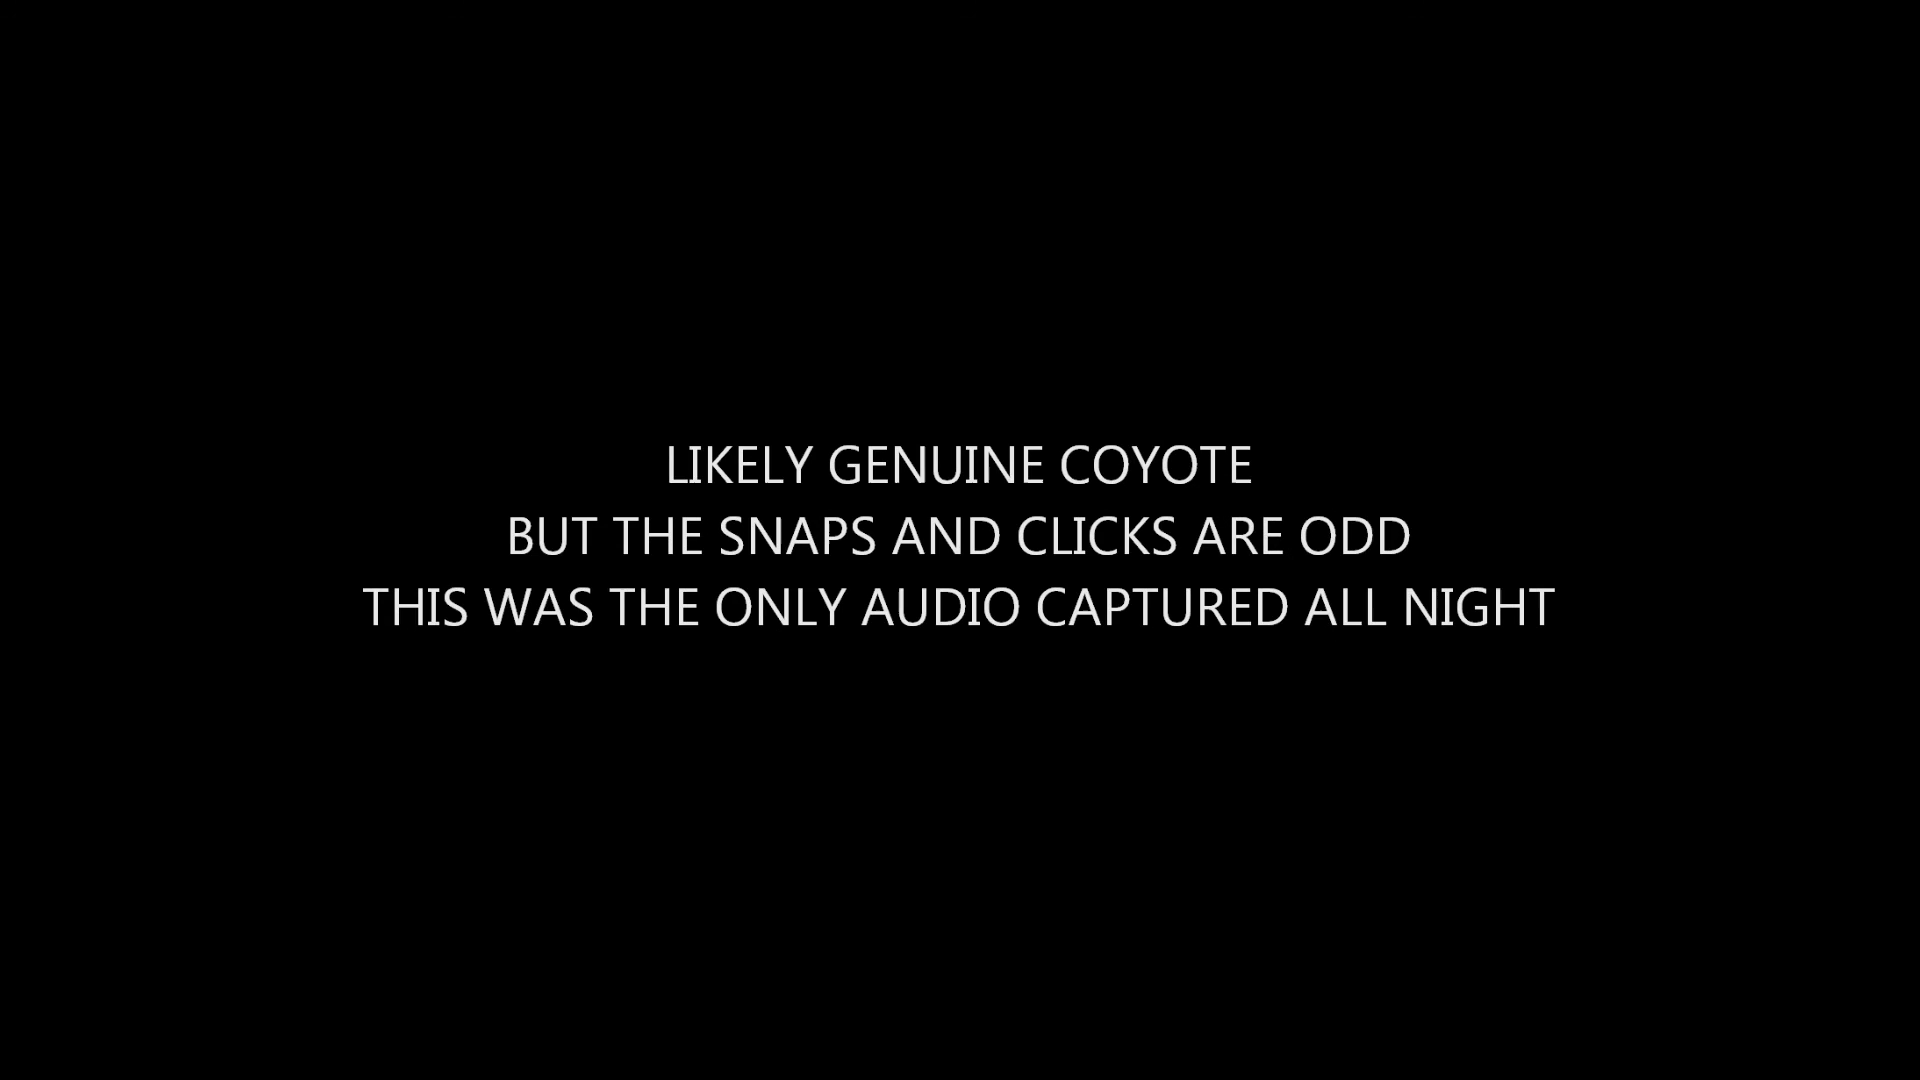 LIKELY GENUINE COYOTE
BUT THE SNAPS AND CLICKS ARE ODD
THIS WAS THE ONLY AUDIO CAPTURED ALL NIGHT